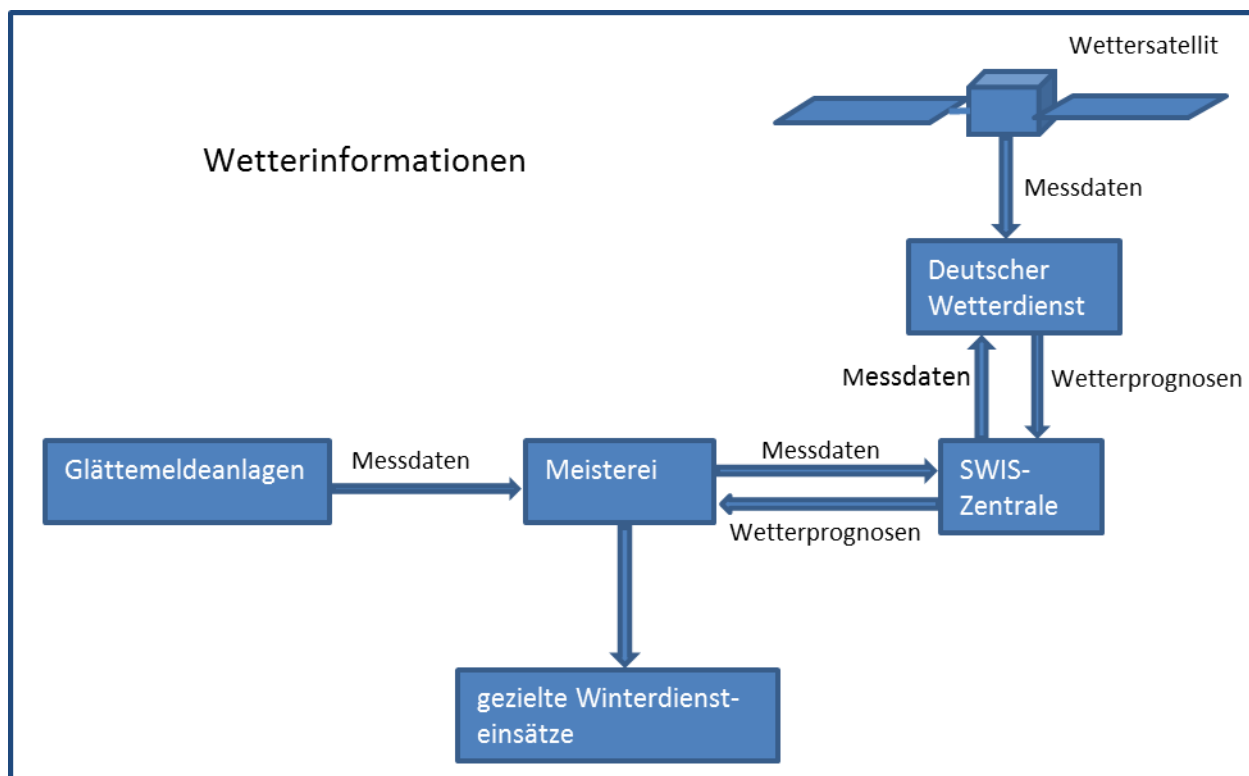 Wettersatellit
Wetterinformationen
Messdaten
Deutscher
Wetterdienst
Messdaten
Wetterprognosen
Glättemeldeanlagen
Messdaten
Meisterei
Messdaten
Wetterprognosen
SWIS-
Zentrale
gezielte Winterdienst-
einsätze